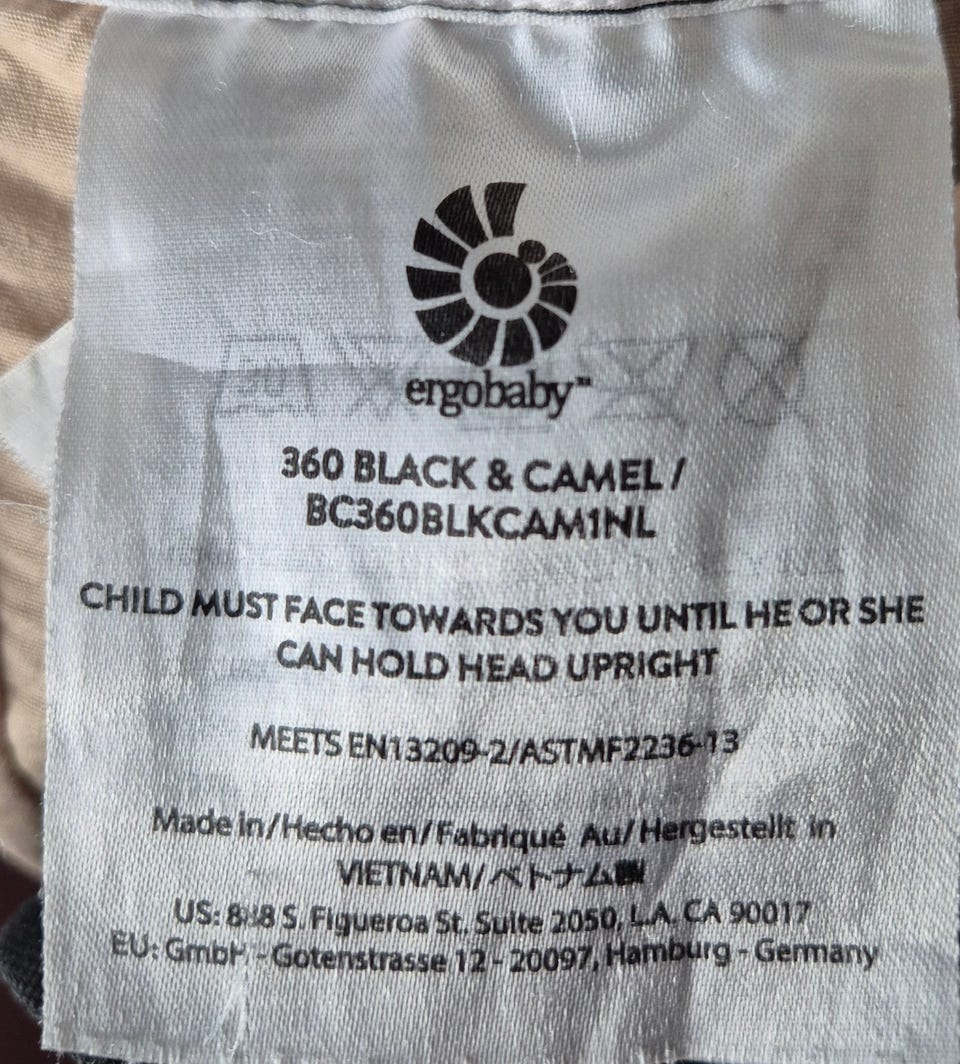 ergobaby™
360 BLACK & CAMEL /
BC360BLKCAM1NL
CHILD MUST FACE TOWARDS YOU UNTIL HE OR SHE
CAN HOLD HEAD UPRIGHT
MEETS EN13209-2/ASTMF2236-13
Made in/Hecho en/Fabriqué Au/Hergestellt in
VIETNAM/ベトナム製
US: 888 S. Figueroa St. Suite 2050, L.A. CA 90017
EU: GmbH - Gotenstrasse 12 - 20097, Hamburg - Germany